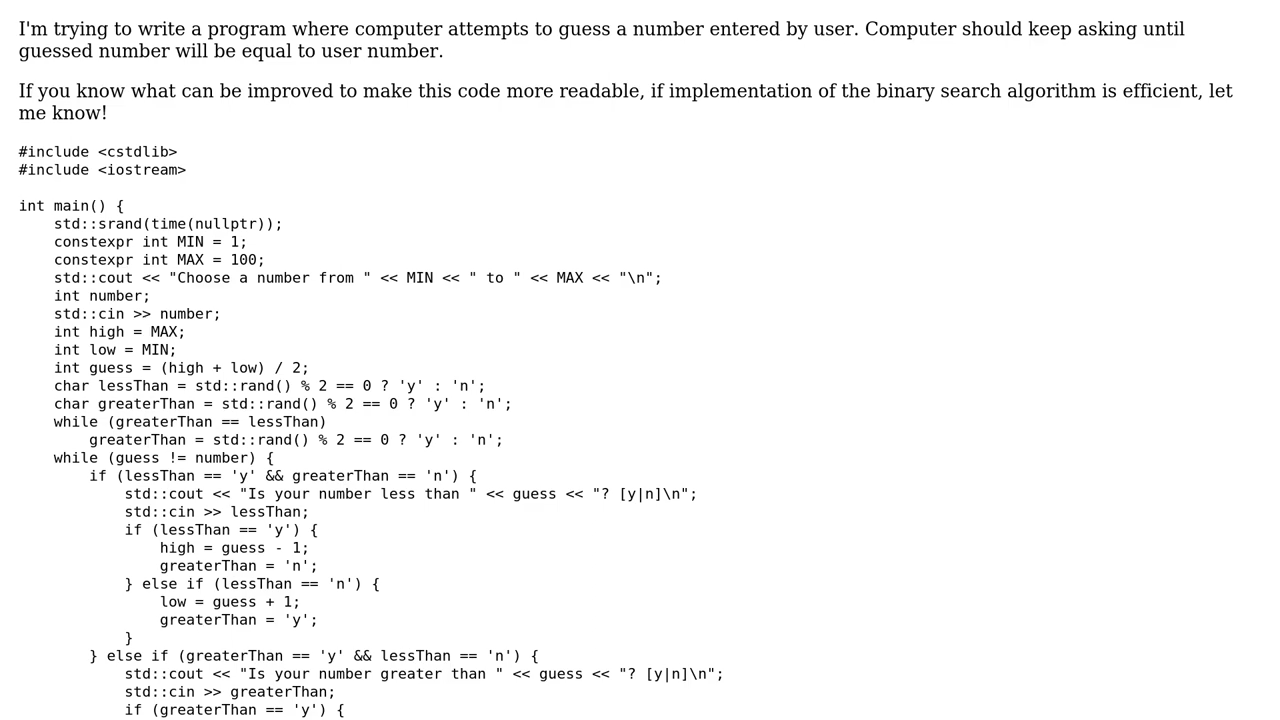 I'm trying to write a program where computer attempts to guess a number entered by user. Computer should keep asking until
guessed number will be equal to user number.
If you know what can be improved to make this code more readable, if implementation of the binary search algorithm is efficient, let
me know!
#include <cstdlib>
#include <iostream>
int main() {
    std::srand(time(nullptr));
    constexpr int MIN = 1;
    constexpr int MAX = 100;
    std::cout << "Choose a number from " << MIN << " to " << MAX << "\n";
    int number;
    std::cin >> number;
    int high = MAX;
    int low = MIN;
    int guess = (high + low) / 2;
    char lessThan = std::rand() % 2 == 0 ? 'y' : 'n';
    char greaterThan = std::rand() % 2 == 0 ? 'y' : 'n';
    while (greaterThan == lessThan)
        greaterThan = std::rand() % 2 == 0 ? 'y' : 'n';
    while (guess != number) {
        if (lessThan == 'y' && greaterThan == 'n') {
            std::cout << "Is your number less than " << guess << "? [y|n]\n";
            std::cin >> lessThan;
            if (lessThan == 'y') {
                high = guess - 1;
                greaterThan = 'n';
            } else if (lessThan == 'n') {
                low = guess + 1;
                greaterThan = 'y';
            }
        } else if (greaterThan == 'y' && lessThan == 'n') {
            std::cout << "Is your number greater than " << guess << "? [y|n]\n";
            std::cin >> greaterThan;
            if (greaterThan == 'y') {